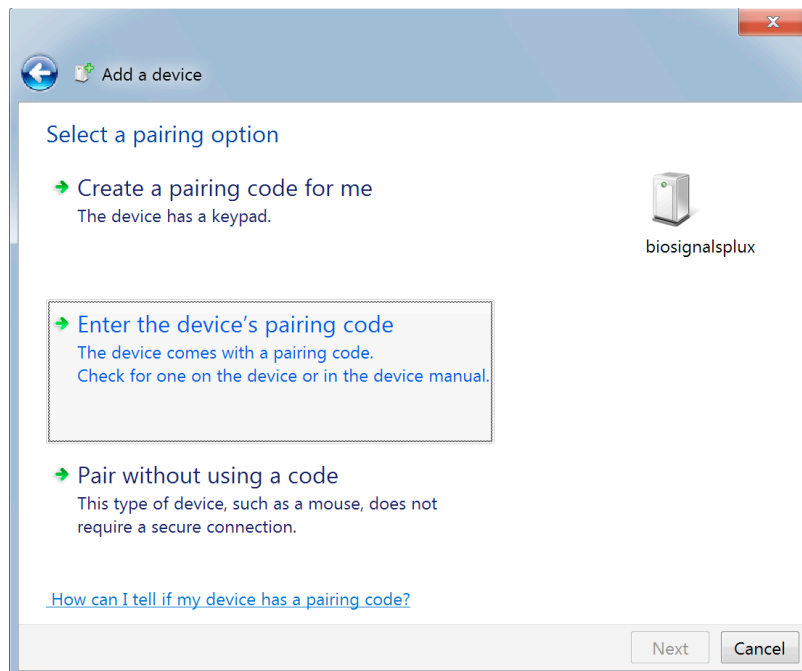 x
Add a device
Select a pairing option
Create a pairing code for me
The device has a keypad.
biosignalsplux
Enter the device's pairing code
The device comes with a pairing code.
Check for one on the device or in the device manual.
Pair without using a code
This type of device, such as a mouse, does not
require a secure connection.
How can I tell if my device has a pairing code?
Next
Cancel